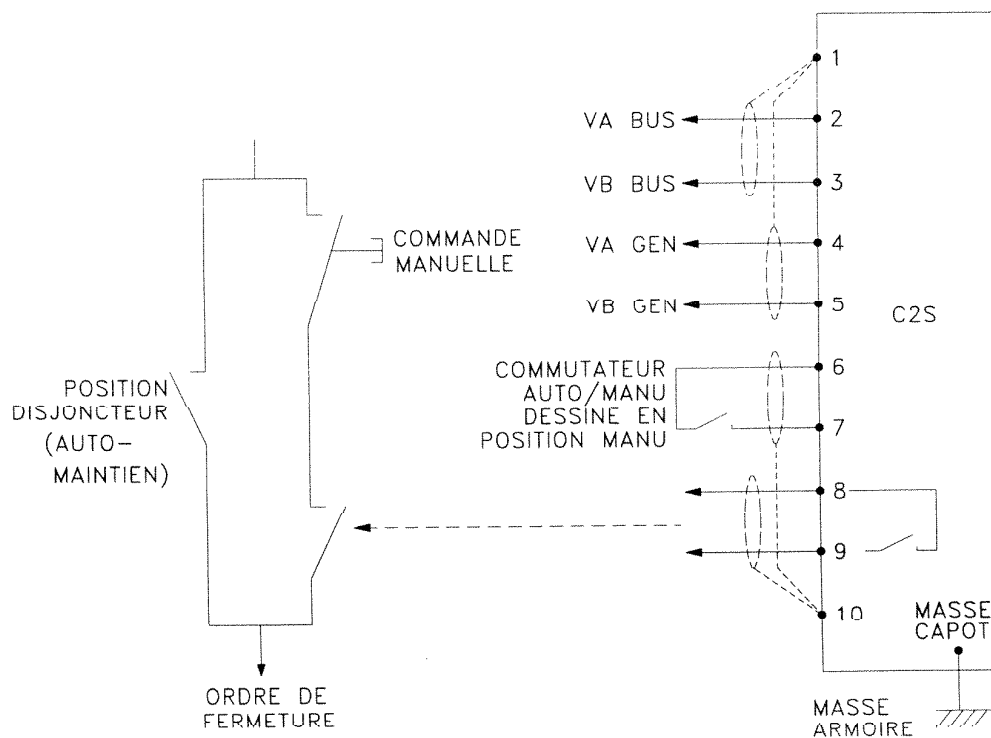 1
VA BUS
2
VB BUS
3
COMMANDE
MANUELLE
VA GEN
4
VB GEN
5
C2S
COMMUTATEUR
AUTO/MANU
DESSINE EN
POSITION MANU
6
7
POSITION
DISJONCTEUR
(AUTO-
MAINTIEN)
8
9
10
MASSE
CAPOT
ORDRE DE
FERMETURE
MASSE
ARMOIRE